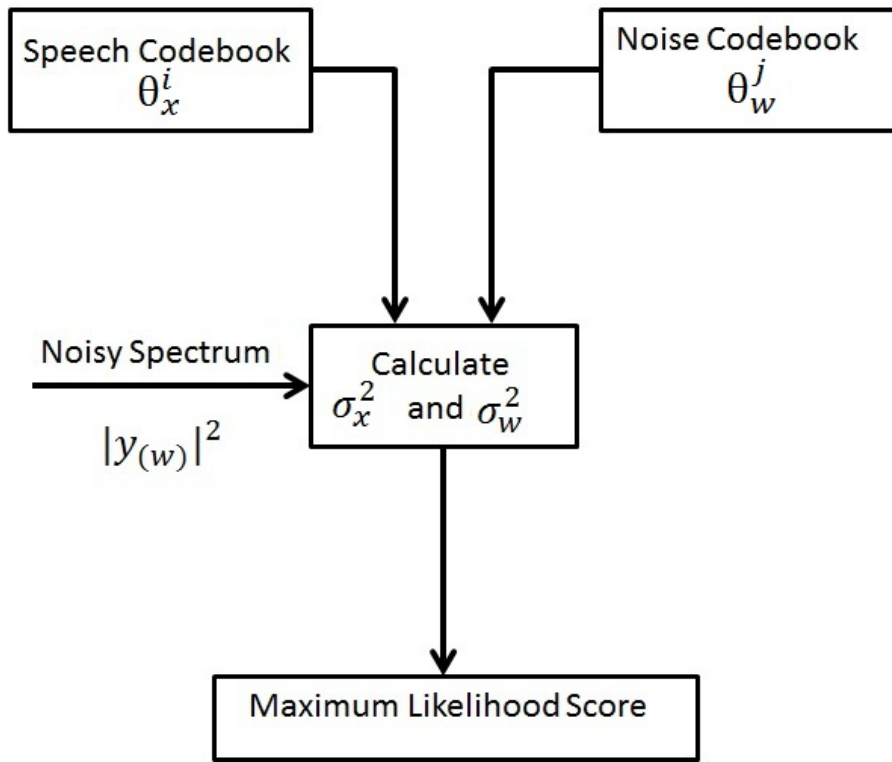 Speech Codebook
θ_x^i
Noise Codebook
θ_w^j
Noisy Spectrum
|y_(w)|^2
Calculate
σ_x^2 and σ_w^2
Maximum Likelihood Score